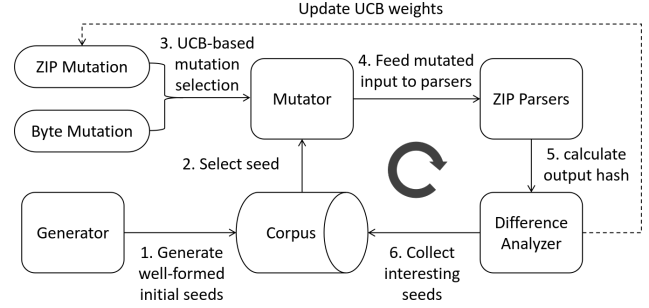 Update UCB weights
ZIP Mutation
3. UCB-based
mutation
selection
4. Feed mutated
input to parsers
Mutator
ZIP Parsers
Byte Mutation
2. Select seed
5. calculate
output hash
Generator
Corpus
Difference
Analyzer
1. Generate
well-formed
initial seeds
6. Collect
interesting
seeds